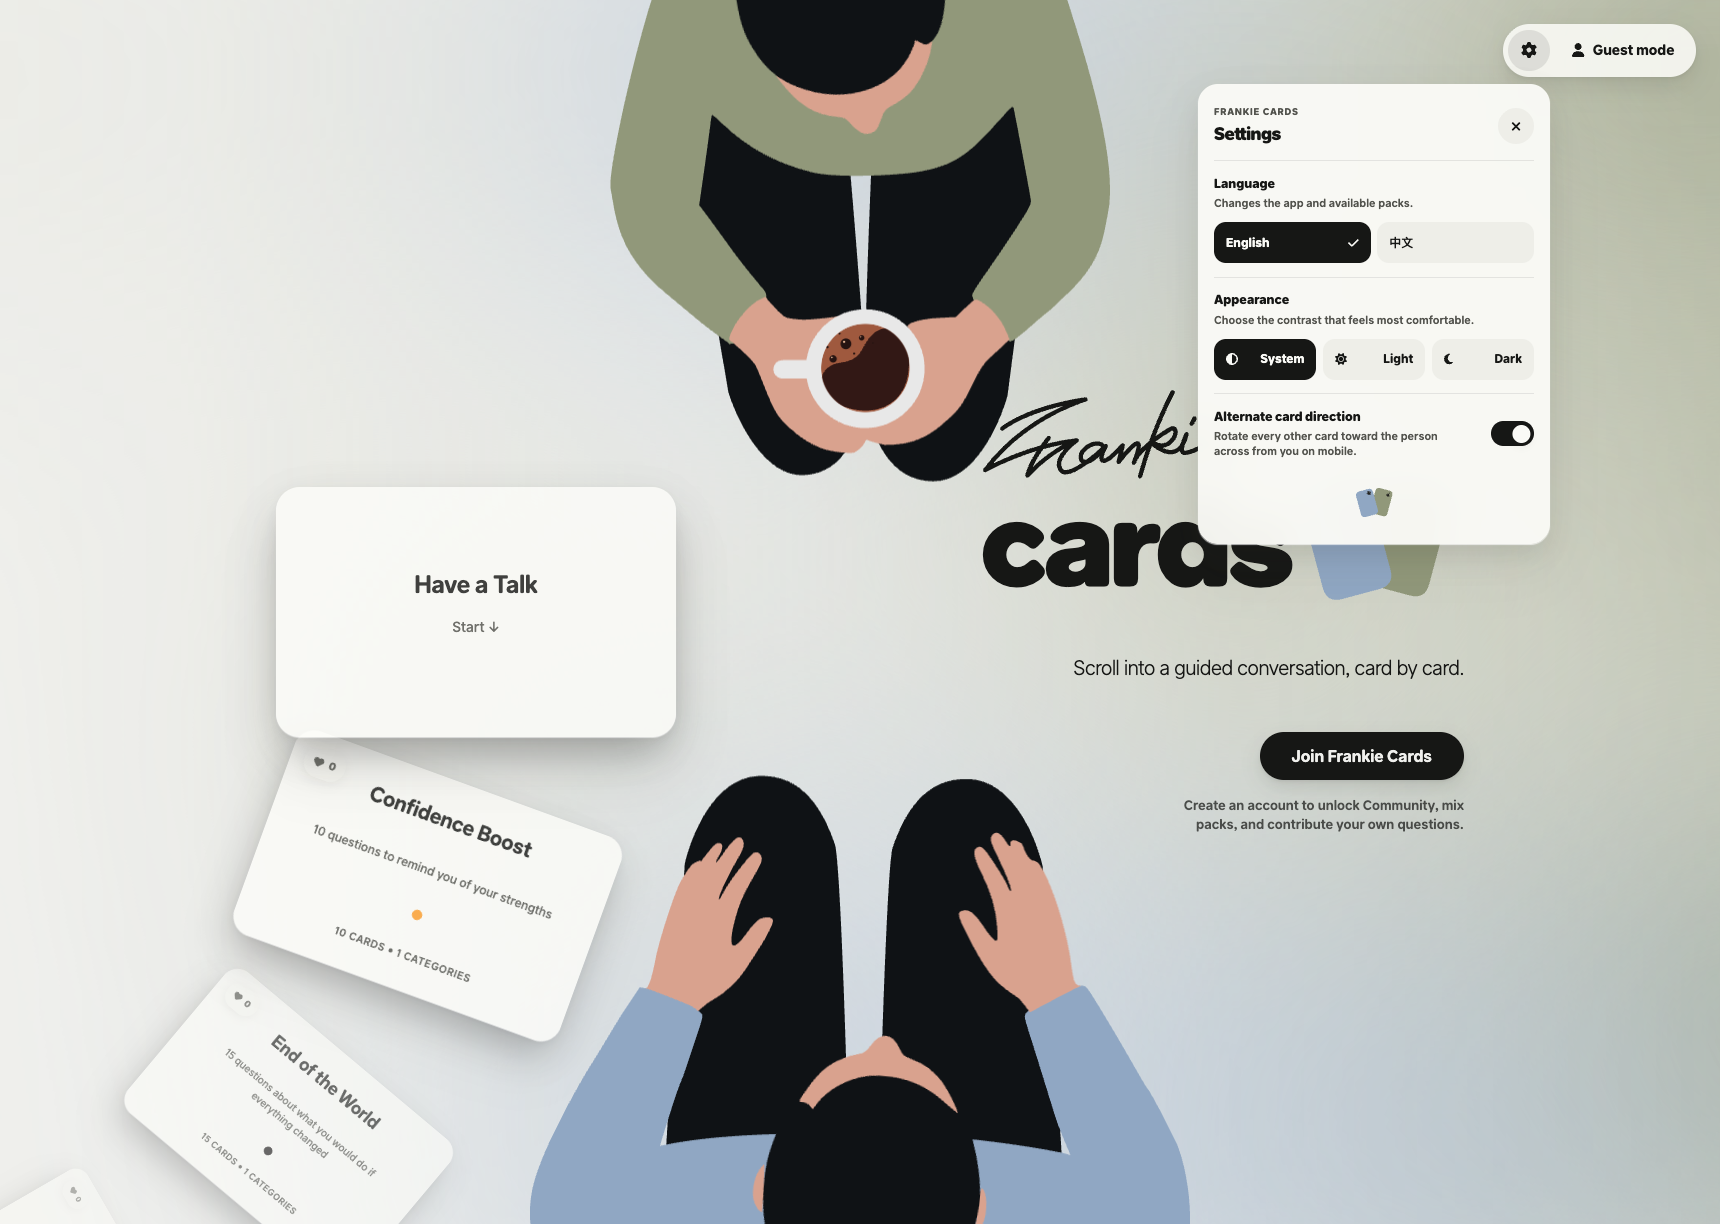 Guest mode
FRANKIE CARDS
Settings
Language
Changes the app and available packs.
English
中文
Appearance
Choose the contrast that feels most comfortable.
System
Light
Dark
Alternate card direction
Rotate every other card toward the person
across from you on mobile.
Franki
cards
Scroll into a guided conversation, card by card.
Join Frankie Cards
Create an account to unlock Community, mix
packs, and contribute your own questions.
Have a Talk
Start ↓
0
Confidence Boost
10 questions to remind you of your strengths
10 CARDS • 1 CATEGORIES
0
End of the World
15 questions about what you would do if
everything changed
15 CARDS • 1 CATEGORIES
0